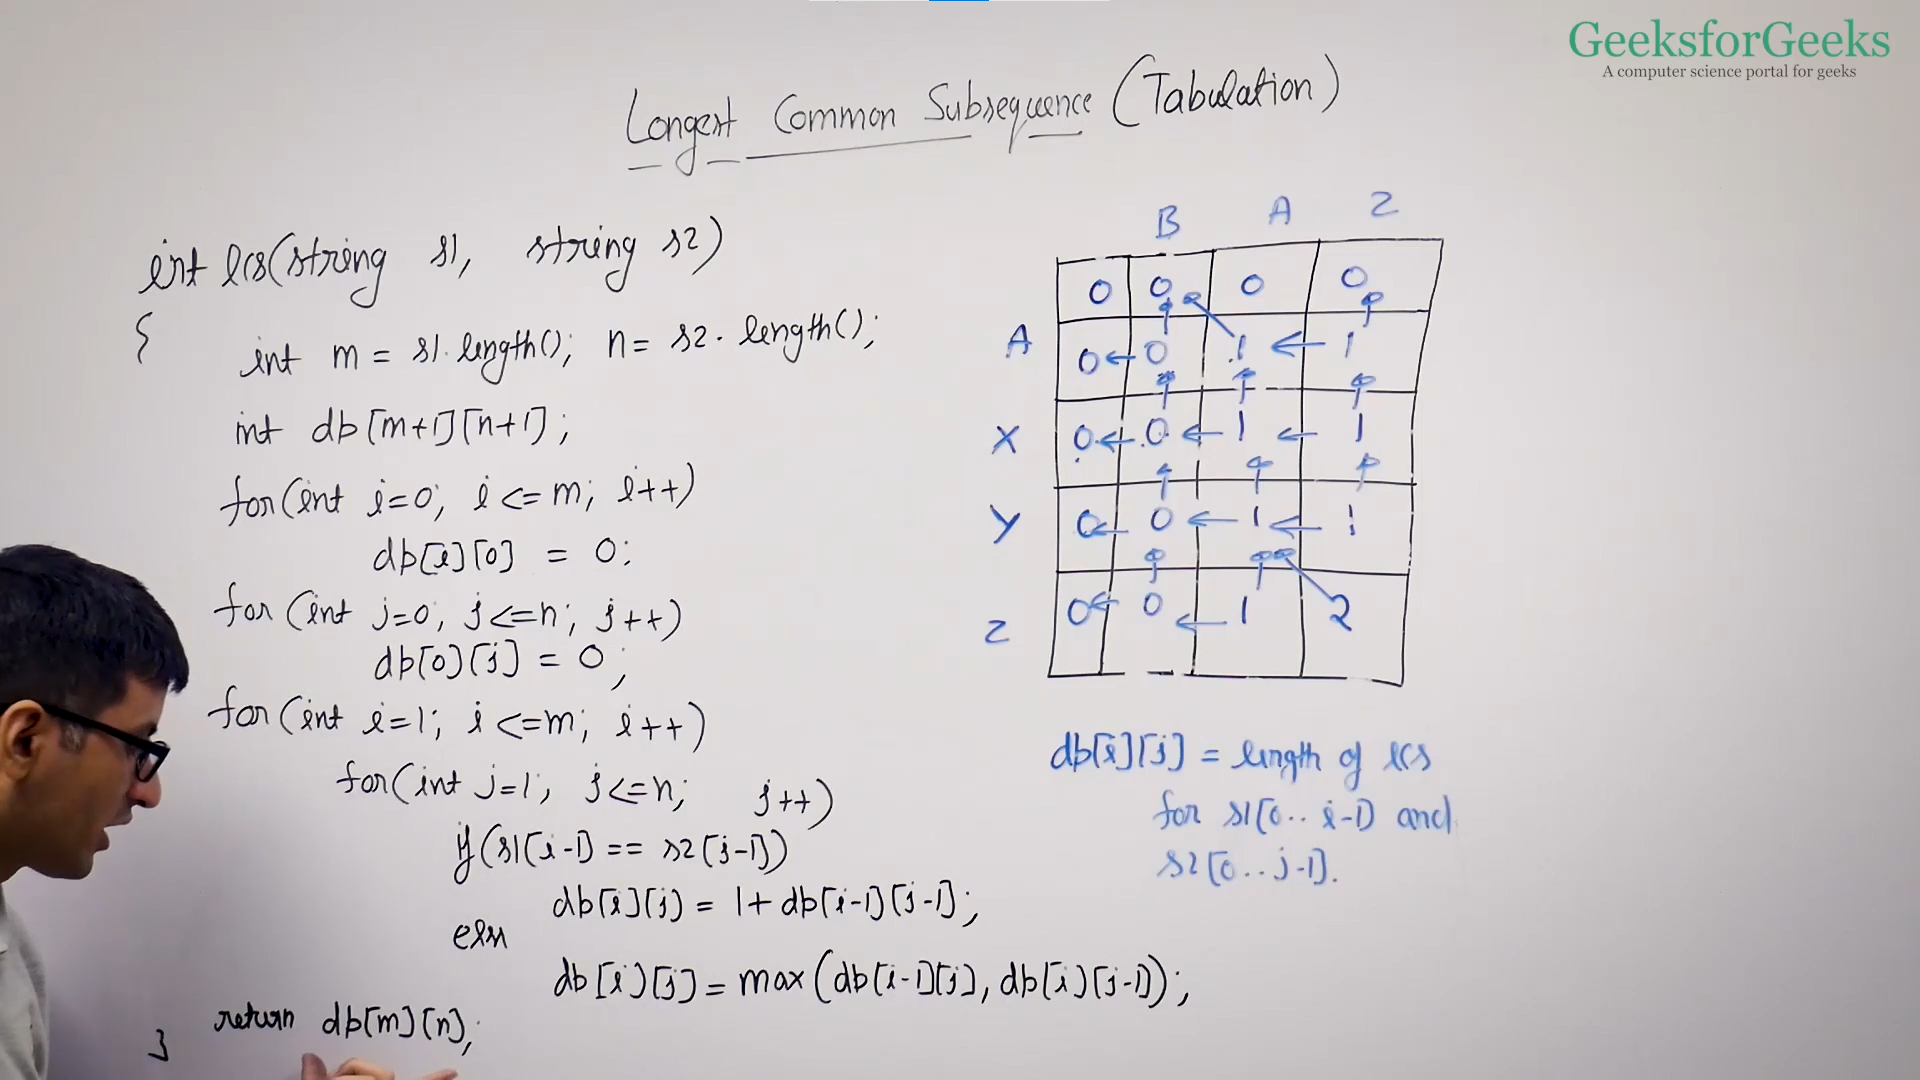 GeeksforGeeks
A computer science portal for geeks
Longest Common Subsequence (Tabulation)
int lcs(string s1, string s2)
{
int m = s1.length(); n = s2.length();
int db[m+1][n+1];
for(int i=0; i<=m; i++)
db[i][0] = 0;
for (int j=0; j<=n; j++)
db[0][j] = 0;
for (int i=1; i<=m; i++)
for(int j=1; j<=n; j++)
if(s1[i-1] == s2[j-1])
db[i][j] = 1+ db[i-1][j-1];
else
db[i][j] = max(db[i-1][j], db[i][j-1]);
return db[m][n];
}
B A Z
0 0 0 0
A 0 ← 0 1 ← 1
X 0 ← 0 ← 1 ← 1
Y 0 ← 0 ← 1 ← 1
Z 0 ← 0 ← 1 2
db[i][j] = length of lcs
for s1[0..i-1] and
s2[0..j-1].